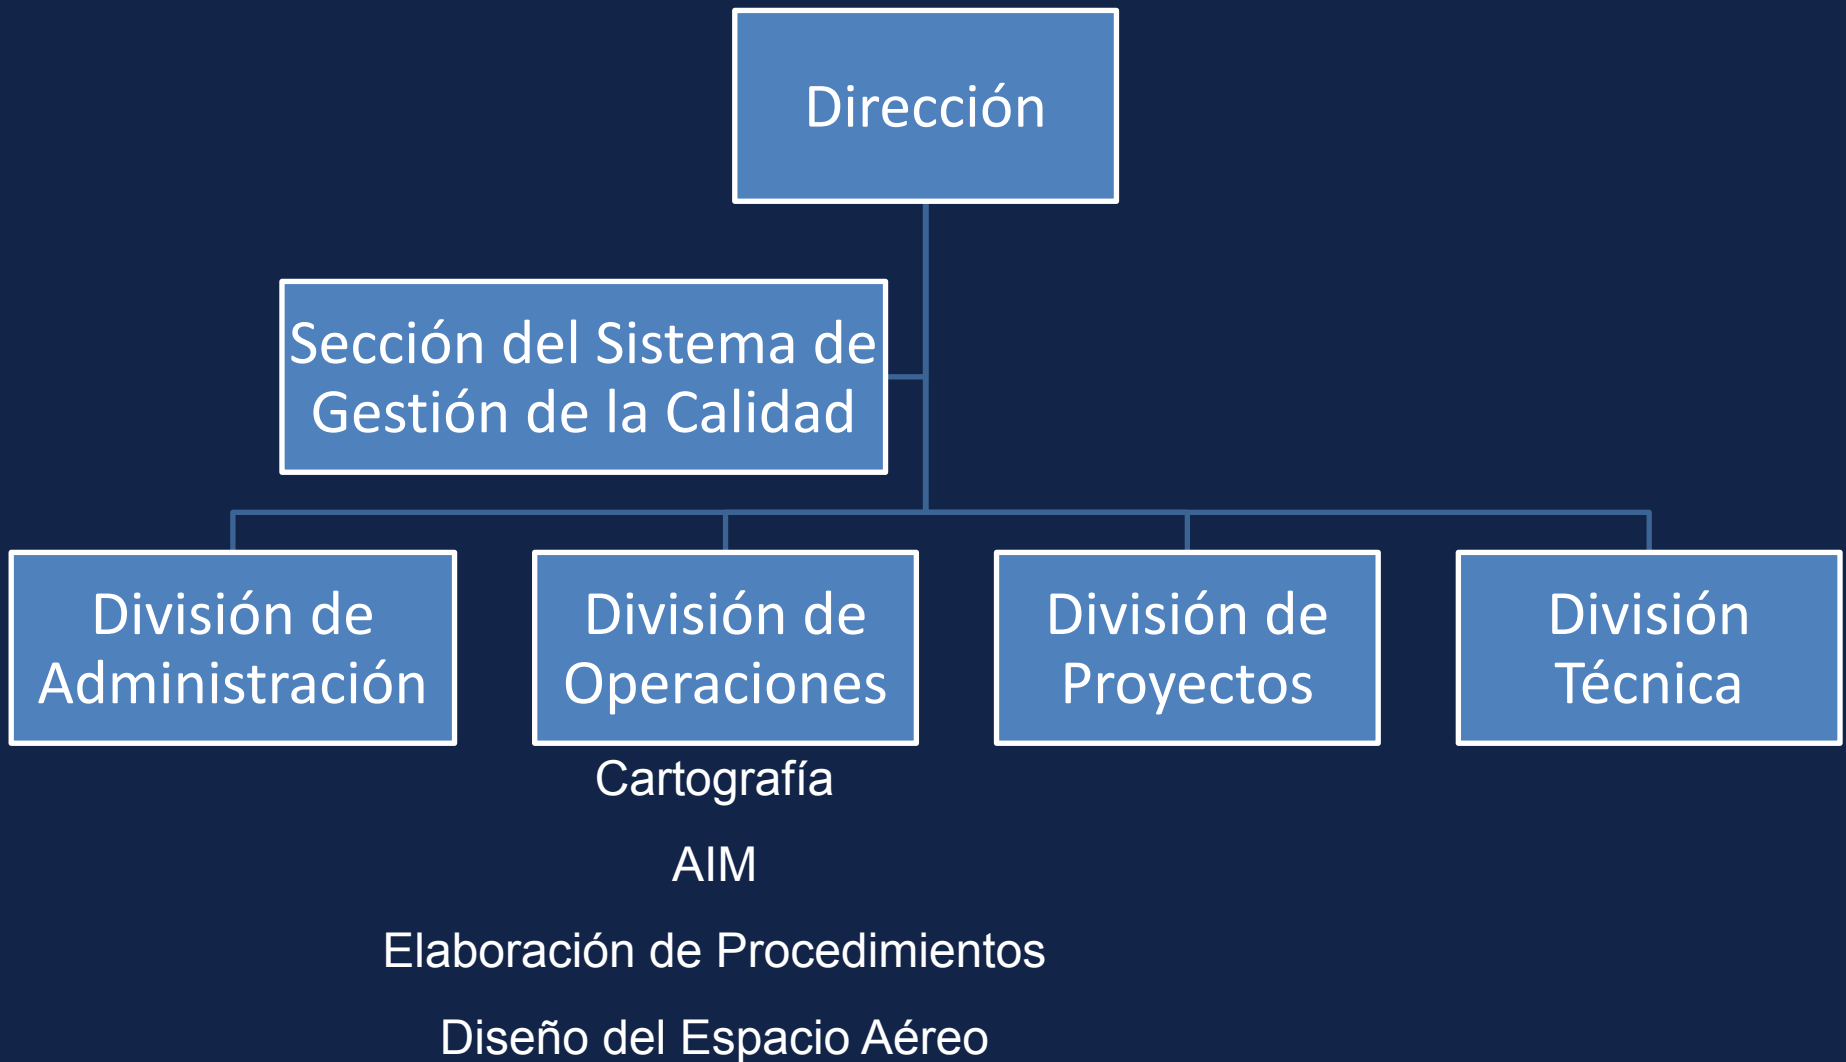 Dirección
Sección del Sistema de
Gestión de la Calidad
División de
Administración
División de
Operaciones
División de
Proyectos
División
Técnica
Cartografía
AIM
Elaboración de Procedimientos
Diseño del Espacio Aéreo